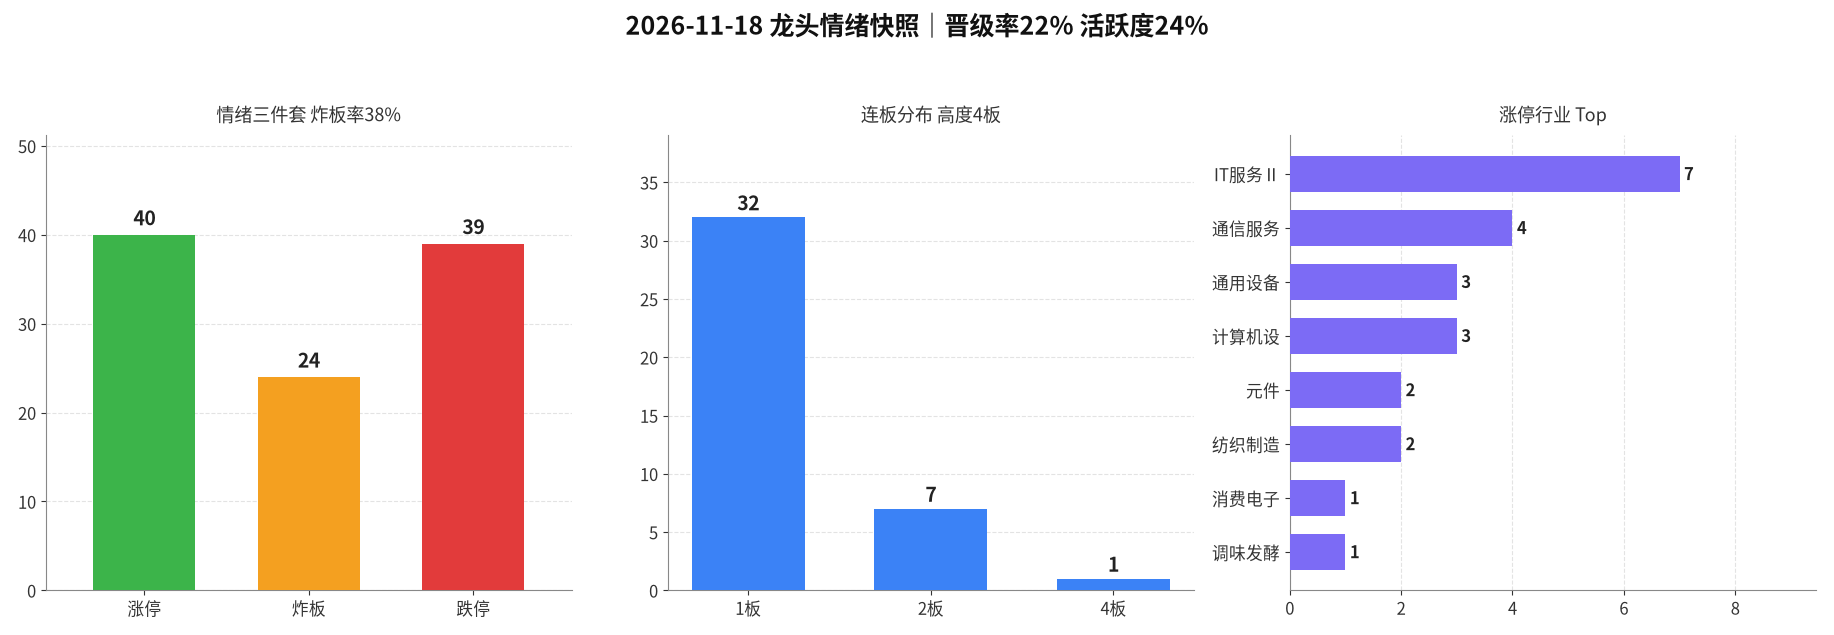 2026-11-18 龙头情绪快照｜晋级率22% 活跃度24%
情绪三件套 炸板率38%
50
40
30
20
10
0
40
24
39
涨停
炸板
跌停
连板分布 高度4板
35
30
25
20
15
10
5
0
32
7
1
1板
2板
4板
涨停行业 Top
IT服务Ⅱ 7
通信服务 4
通用设备 3
计算机设 3
元件 2
纺织制造 2
消费电子 1
调味发酵 1
0 2 4 6 8